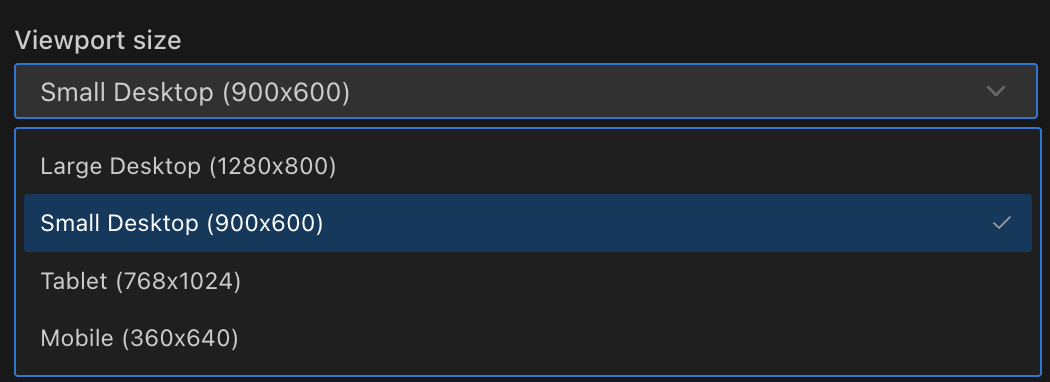 Viewport size
Small Desktop (900x600)
Large Desktop (1280x800)
Small Desktop (900x600)
Tablet (768x1024)
Mobile (360x640)